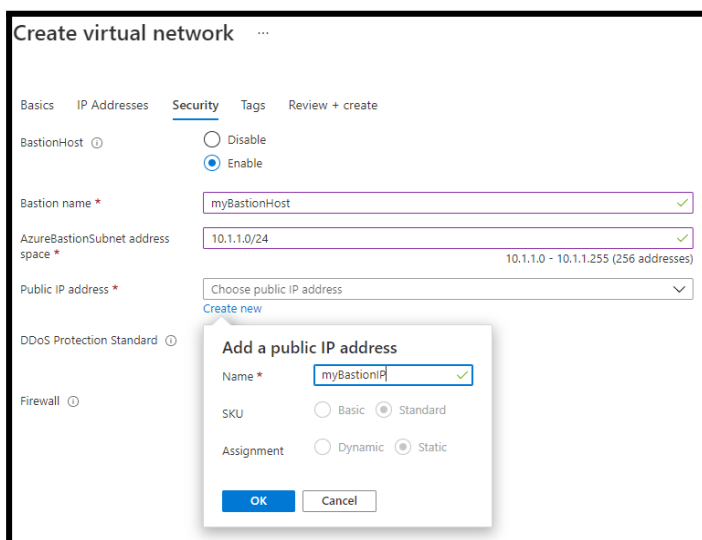 Create virtual network ...
Basics IP Addresses Security Tags Review + create
BastionHost
Disable
Enable
Bastion name *
myBastionHost
AzureBastionSubnet address
space *
10.1.1.0/24
10.1.1.0 - 10.1.1.255 (256 addresses)
Public IP address *
Choose public IP address
Create new
DDoS Protection Standard
Add a public IP address
Name *
myBastionIP
Firewall
SKU
Basic Standard
Assignment
Dynamic Static
OK Cancel